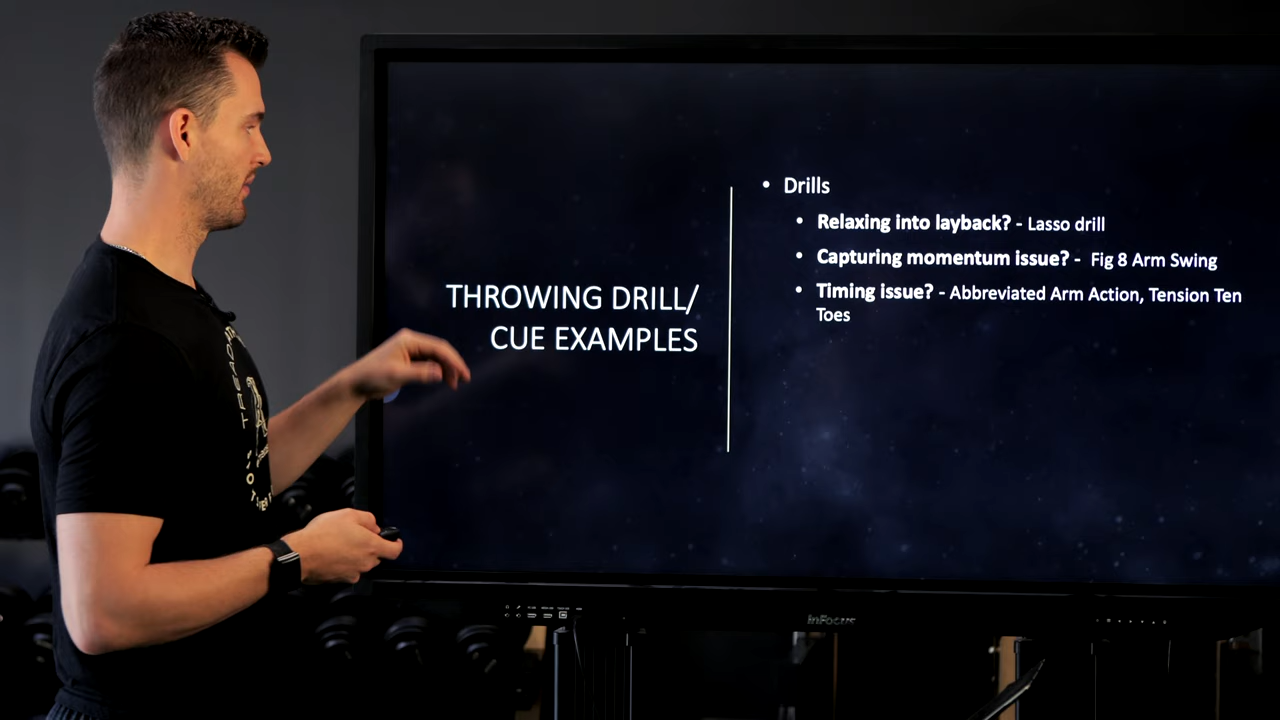 THROWING DRILL/
CUE EXAMPLES
• Drills
• Relaxing into layback? - Lasso drill
• Capturing momentum issue? - Fig 8 Arm Swing
• Timing issue? - Abbreviated Arm Action, Tension Ten
Toes
InFocus